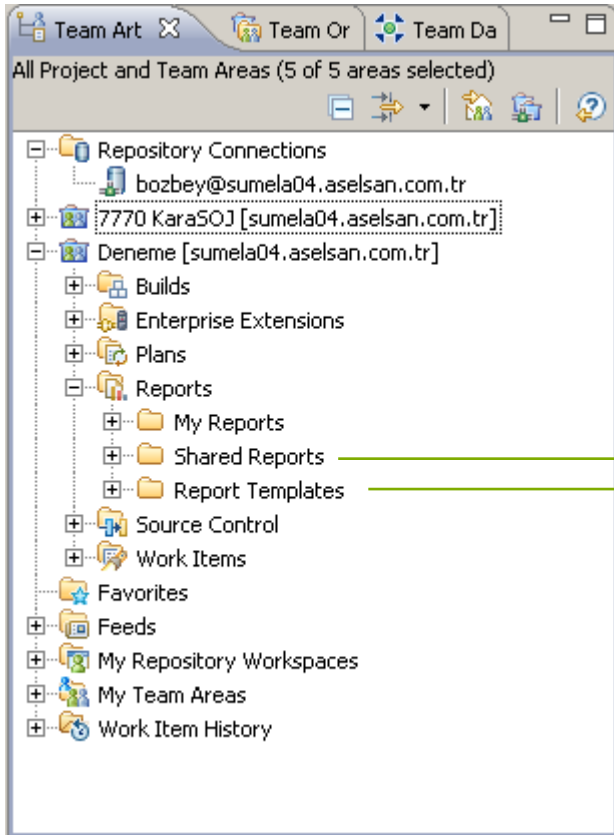 Team Art Team Or Team Da
All Project and Team Areas (5 of 5 areas selected)
Repository Connections
bozbey@sumela04.aselsan.com.tr
7770 KaraSOJ [sumela04.aselsan.com.tr]
Deneme [sumela04.aselsan.com.tr]
Builds
Enterprise Extensions
Plans
Reports
My Reports
Shared Reports
Report Templates
Source Control
Work Items
Favorites
Feeds
My Repository Workspaces
My Team Areas
Work Item History